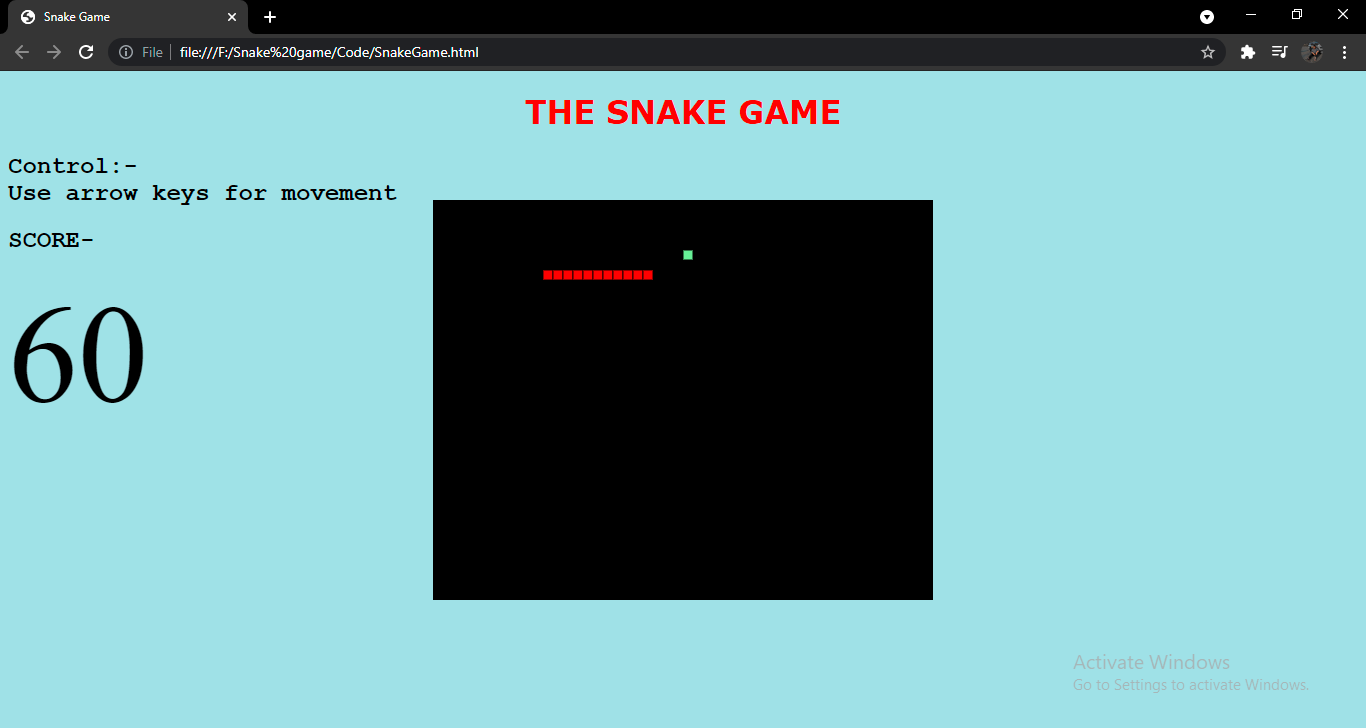 Snake Game
File file:///F:/Snake%20game/Code/SnakeGame.html
THE SNAKE GAME
Control:-
Use arrow keys for movement
SCORE-
60
Activate Windows
Go to Settings to activate Windows.